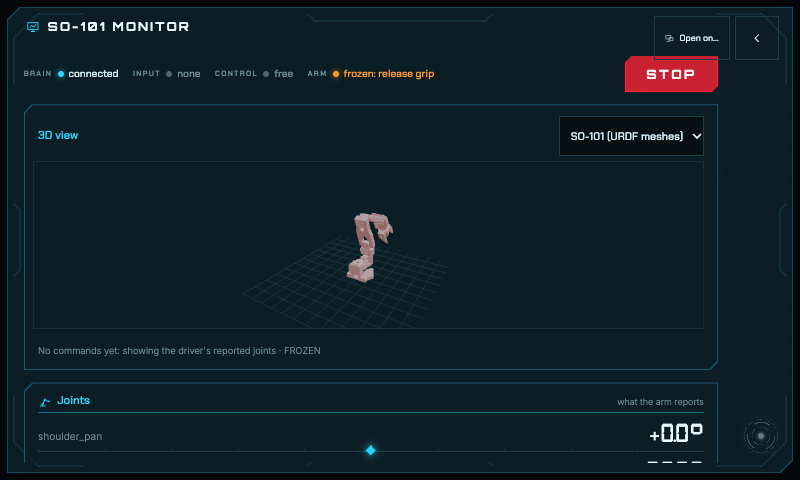 SO-101 MONITOR
Open on...
BRAIN connected INPUT none CONTROL free ARM frozen: release grip
STOP
3D view
SO-101 (URDF meshes)
No commands yet: showing the driver's reported joints · FROZEN
Joints
what the arm reports
shoulder_pan
+0.0°